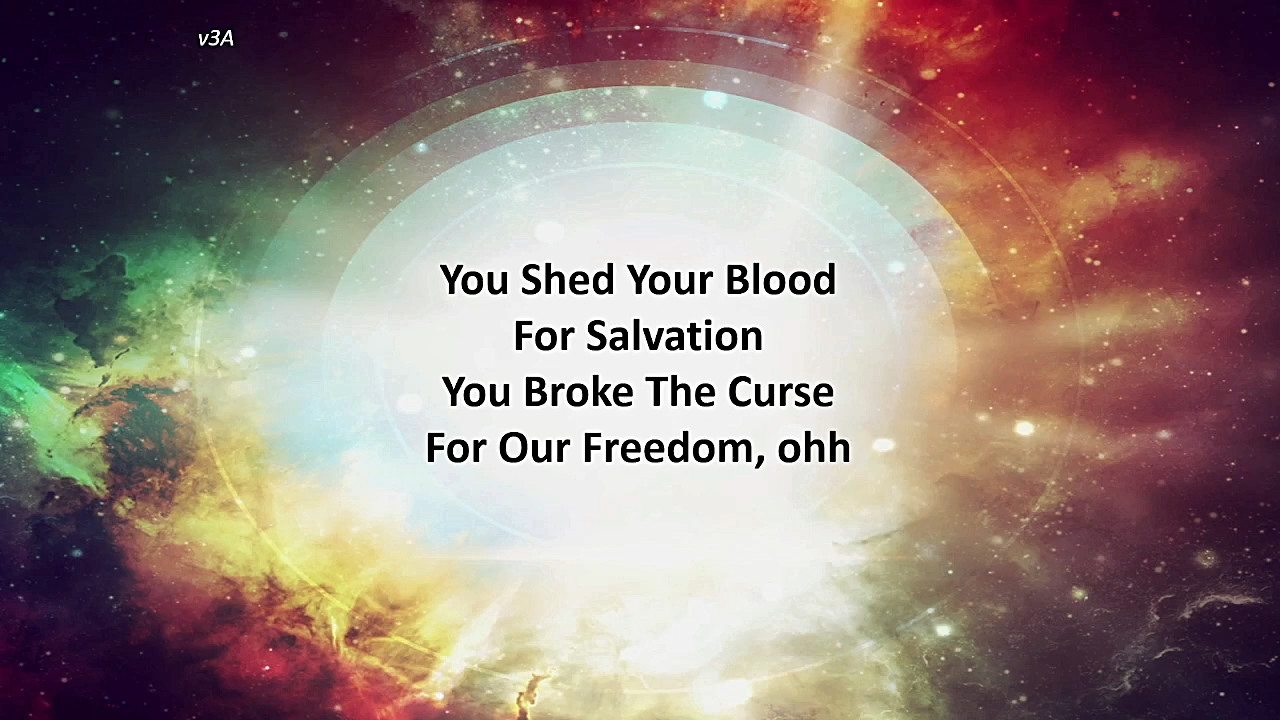 v3A
You Shed Your Blood
For Salvation
You Broke The Curse
For Our Freedom, ohh